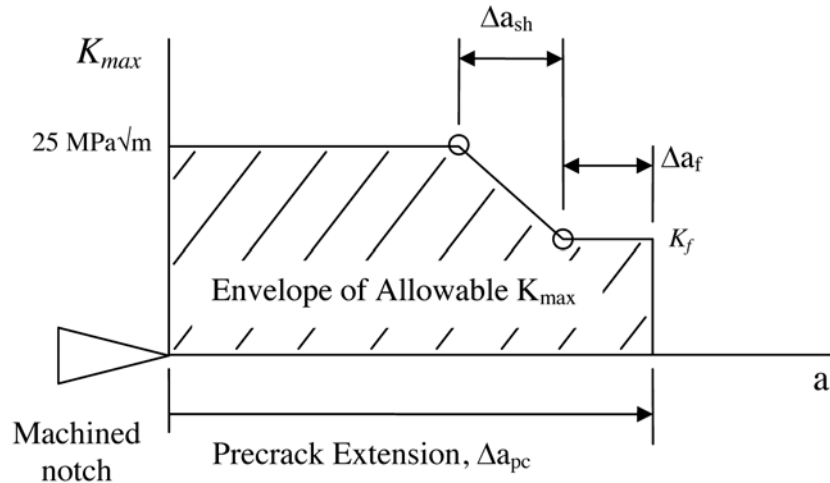 Δa_sh
K_max
25 MPa√m
Δa_f
K_f
Envelope of Allowable K_max
a
Machined
notch
Precrack Extension, Δa_pc